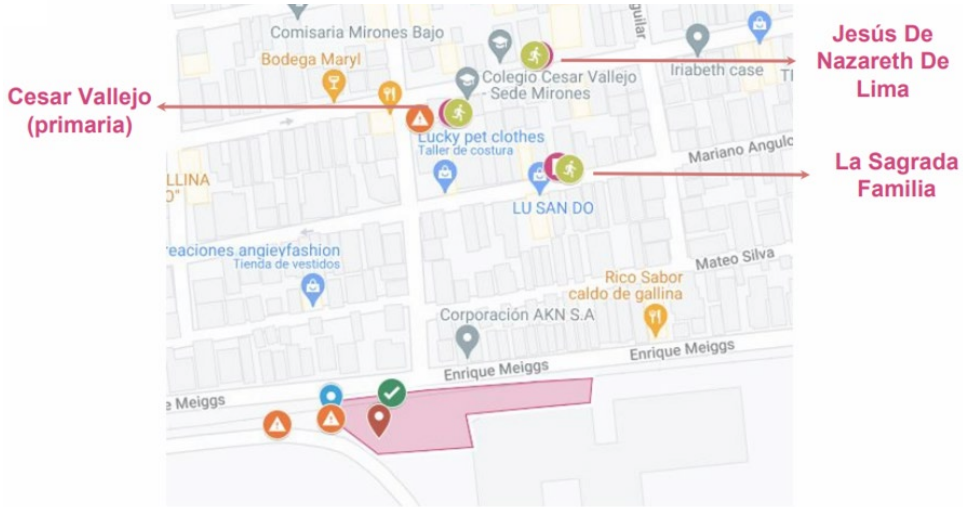 Comisaria Mirones Bajo
Bodega Maryl
Colegio Cesar Vallejo
- Sede Mirones
guilar
Iriabeth case
Jesús De
Nazareth De
Lima
Cesar Vallejo
(primaria)
Lucky pet clothes
Taller de costura
Mariano Angulo
La Sagrada
Familia
LLINA
O"
LU SAN DO
reaciones angieyfashion
Tienda de vestidos
Mateo Silva
Rico Sabor
caldo de gallina
Corporación AKN S.A
Enrique Meiggs
Enrique Meiggs
e Meiggs